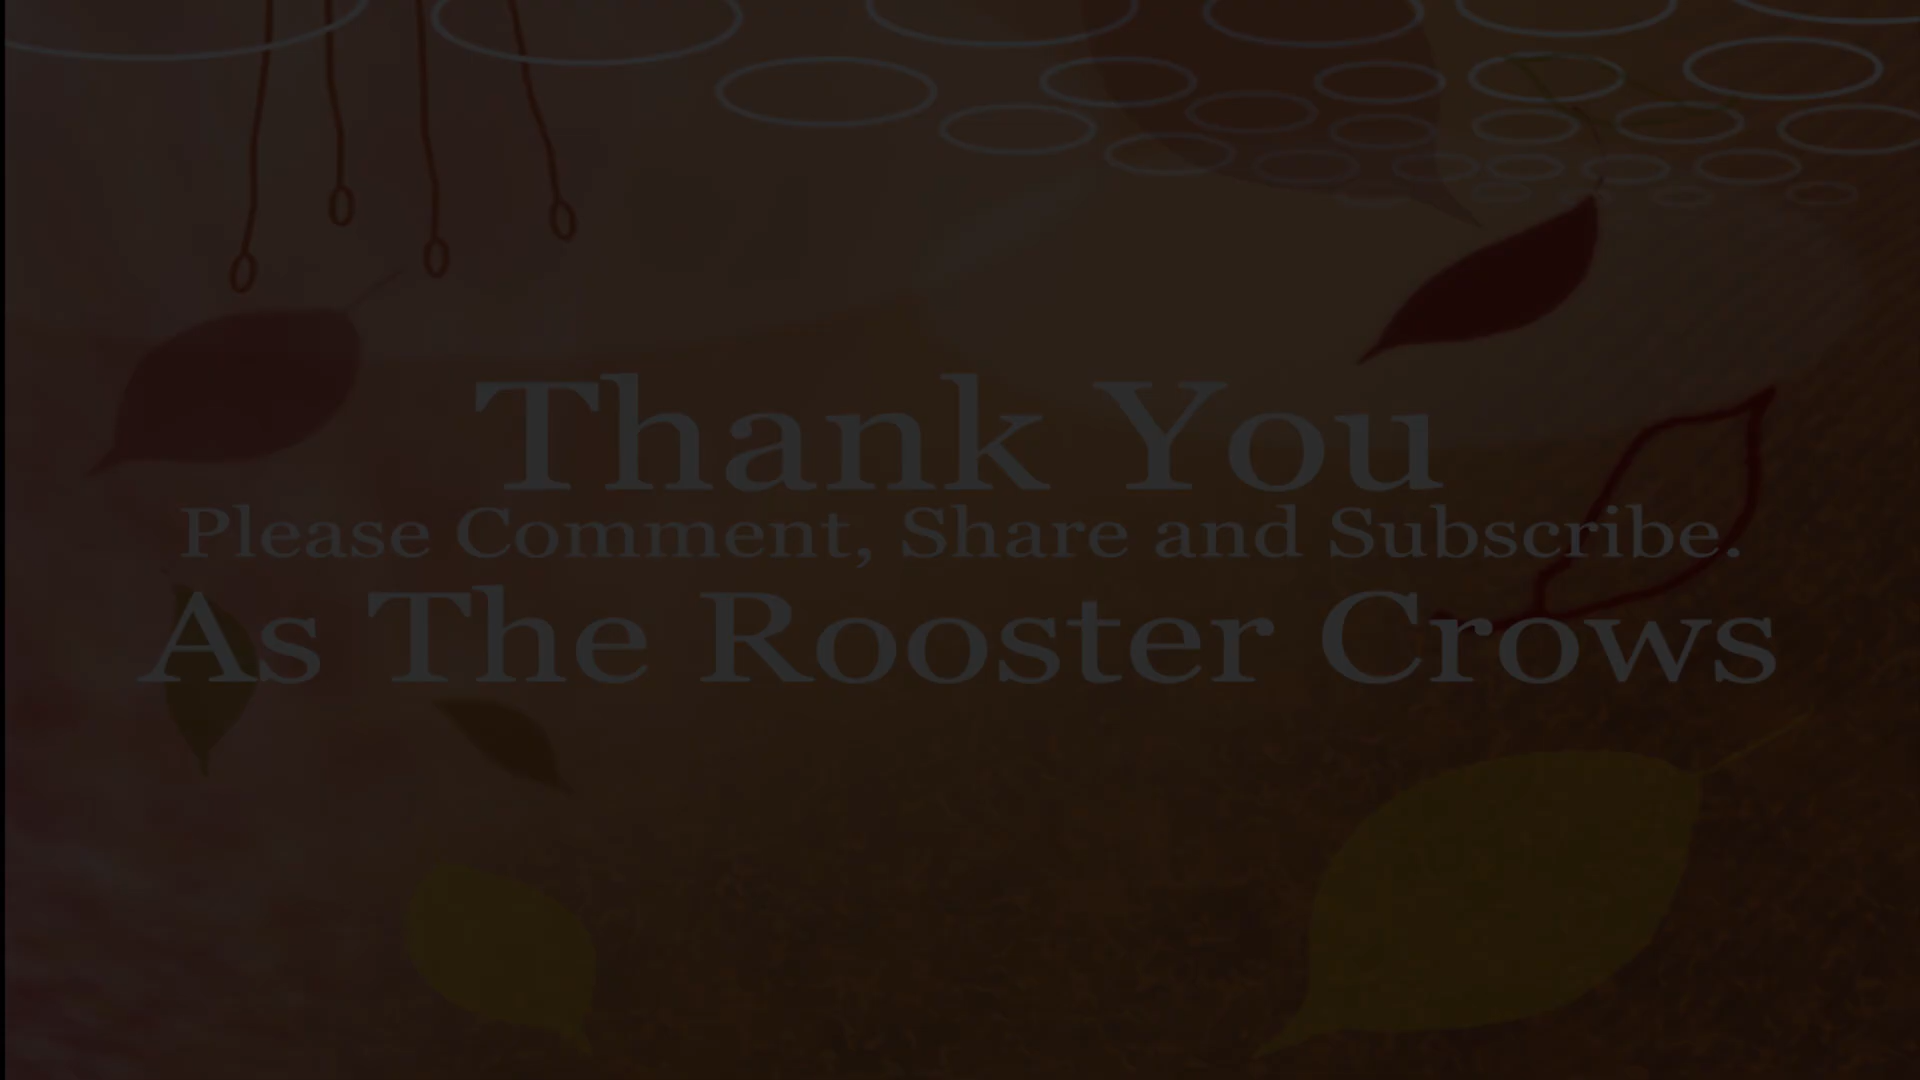 Thank You
Please Comment, Share and Subscribe.
As The Rooster Crows